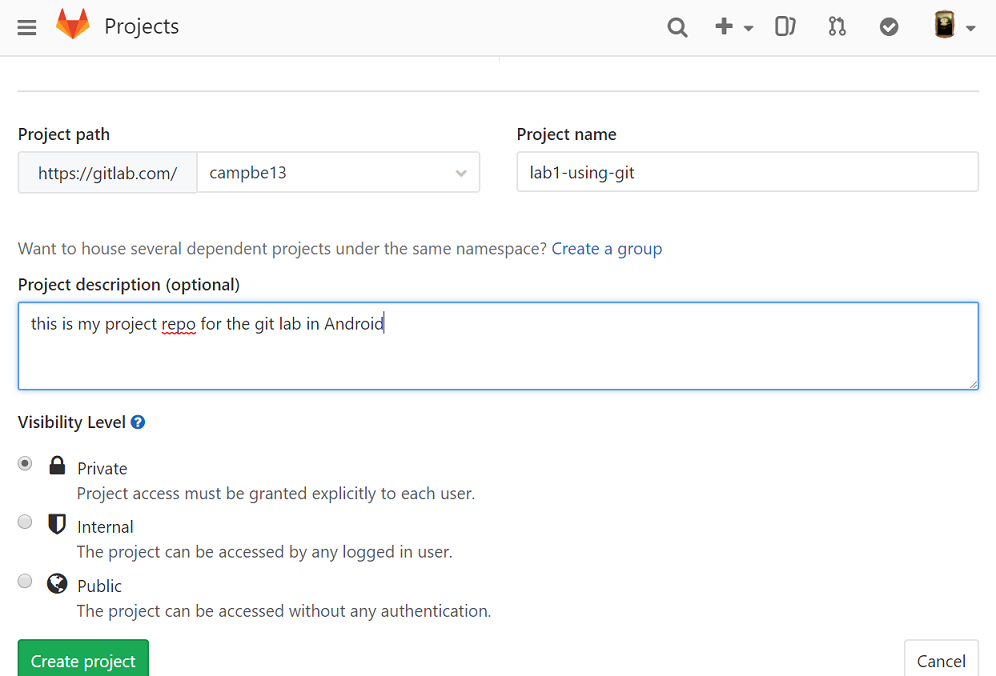 Projects
Project path
Project name
https://gitlab.com/ campbe13
lab1-using-git
Want to house several dependent projects under the same namespace? Create a group
Project description (optional)
this is my project repo for the git lab in Android
Visibility Level
Private
Project access must be granted explicitly to each user.
Internal
The project can be accessed by any logged in user.
Public
The project can be accessed without any authentication.
Create project
Cancel